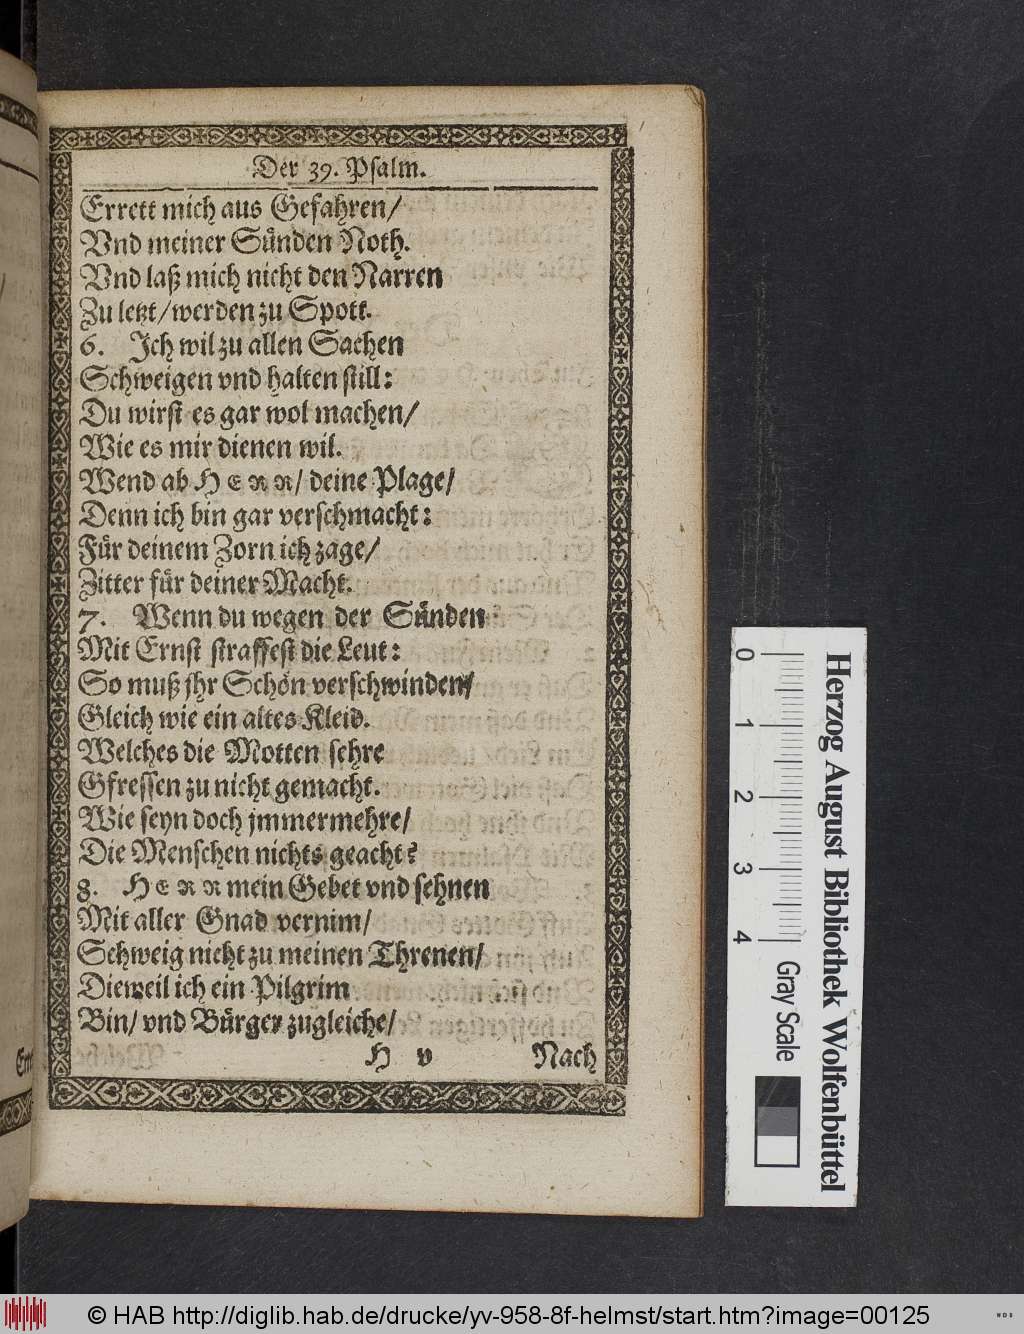 Der 39. Psalm.
Errett mich aus Gefahren/
Vnd meiner Sünden Noth.
Vnd laß mich nicht den Narren
Zu letzt/ werden zu Spott.
6. Ich wil zu allen Sachen
Schweigen vnd halten still:
Du wirst es gar wol machen/
Wie es mir dienen wil.
Wend ab HERR/ deine Plage/
Denn ich bin gar verschmacht:
Für deinem Zorn ich zage/
Zitter für deiner Macht.
7. Wenn du wegen der Sünden
Mit Ernst straffest die Leut:
So muß jhr Schön verschwinden/
Gleich wie ein altes Kleid.
Welches die Motten sehre
Gfressen zu nicht gemacht.
Wie seyn doch jmmermehre/
Die Menschen nichts geacht?
8. HERR mein Gebet vnd sehnen
Mit aller Gnad vernim/
Schweig nicht zu meinen Threnen/
Dieweil ich ein Pilgrim
Bin/ vnd Bürger zugleiche/
H v Nach
0 1 2 3 4
Gray Scale
Herzog August Bibliothek Wolfenbüttel
© HAB http://diglib.hab.de/drucke/yv-958-8f-helmst/start.htm?image=00125